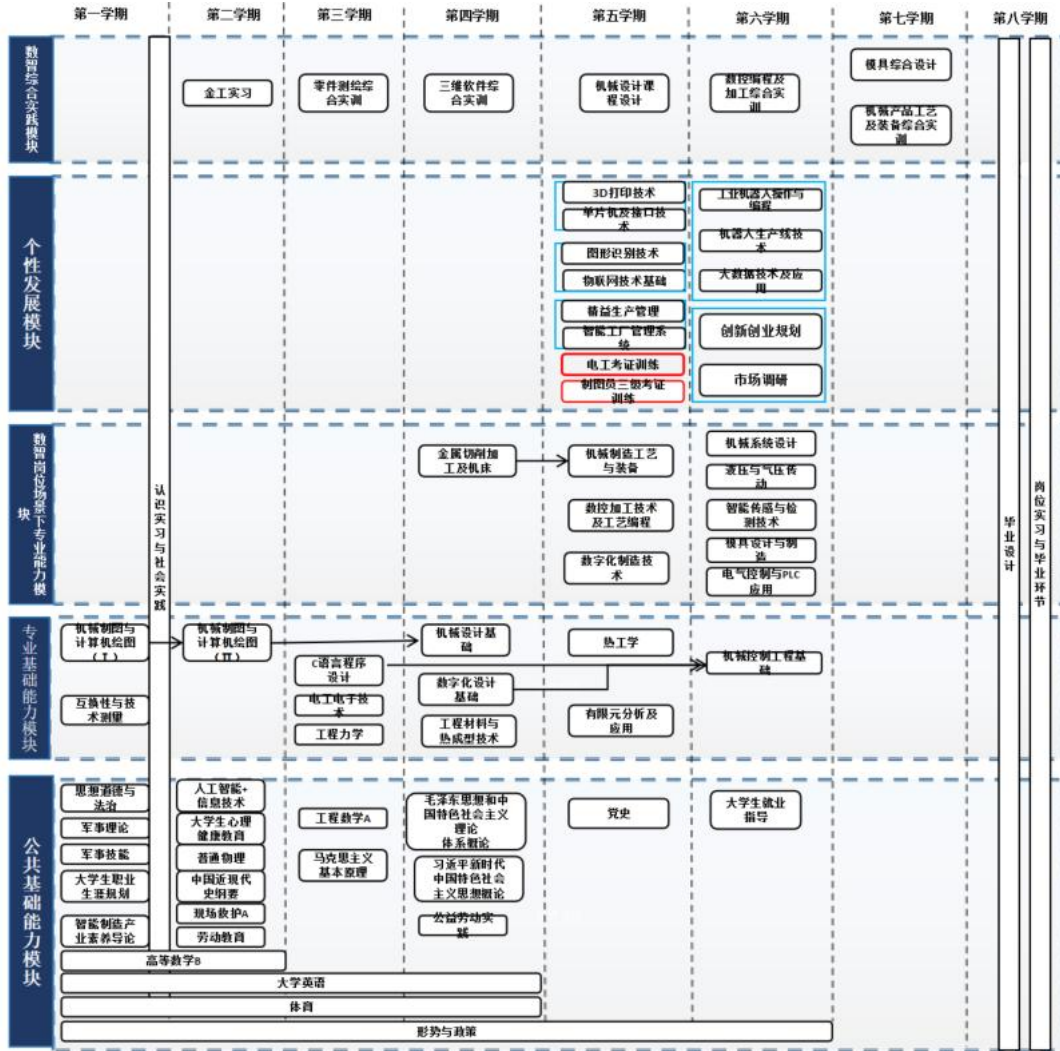 第一学期
第二学期
第三学期
第四学期
第五学期
第六学期
第七学期
第八学期
数智综合实践模块
金工实习
零件测绘综
合实训
三维软件综
合实训
机械设计课
程设计
数控编程及
加工综合实
训
模具综合设计
机械产品工艺
及装备综合实
训
个性发展模块
3D打印技术
单片机及接口技
术
图形识别技术
物联网技术基础
精益生产管理
智能工厂管理系
统
电工考证训练
制图员三级考证
训练
工业机器人操作与
编程
机器人生产线技
术
大数据技术及应
用
创新创业规划
市场调研
数智岗位场景下专业能力模
块
金属切削加
工及机床
机械制造工艺
与装备
数控加工技术
及工艺编程
数字化制造技
术
机械系统设计
液压与气压传
动
智能传感与检
测技术
模具设计与制
造
电气控制与PLC
应用
认识实习与社会实践
毕业设计
岗位实习与毕业环节
专业基础能力模块
机械制图与
计算机绘图
(I)
互换性与技
术测量
机械制图与
计算机绘图
(II)
C语言程序
设计
电工电子技
术
工程力学
机械设计基
础
数字化设计
基础
工程材料与
热成型技术
热工学
有限元分析及
应用
机械控制工程基
础
公共基础能力模块
思想道德与
法治
军事理论
军事技能
大学生职业
生涯规划
智能制造产
业素养导论
人工智能+
信息技术
大学生心理
健康教育
普通物理
中国近现代
史纲要
现场救护A
劳动教育
工程数学A
马克思主义
基本原理
毛泽东思想和中
国特色社会主义
理论
体系概论
习近平新时代
中国特色社会
主义思想概论
公益劳动实
践
党史
大学生就业
指导
高等数学B
大学英语
体育
形势与政策